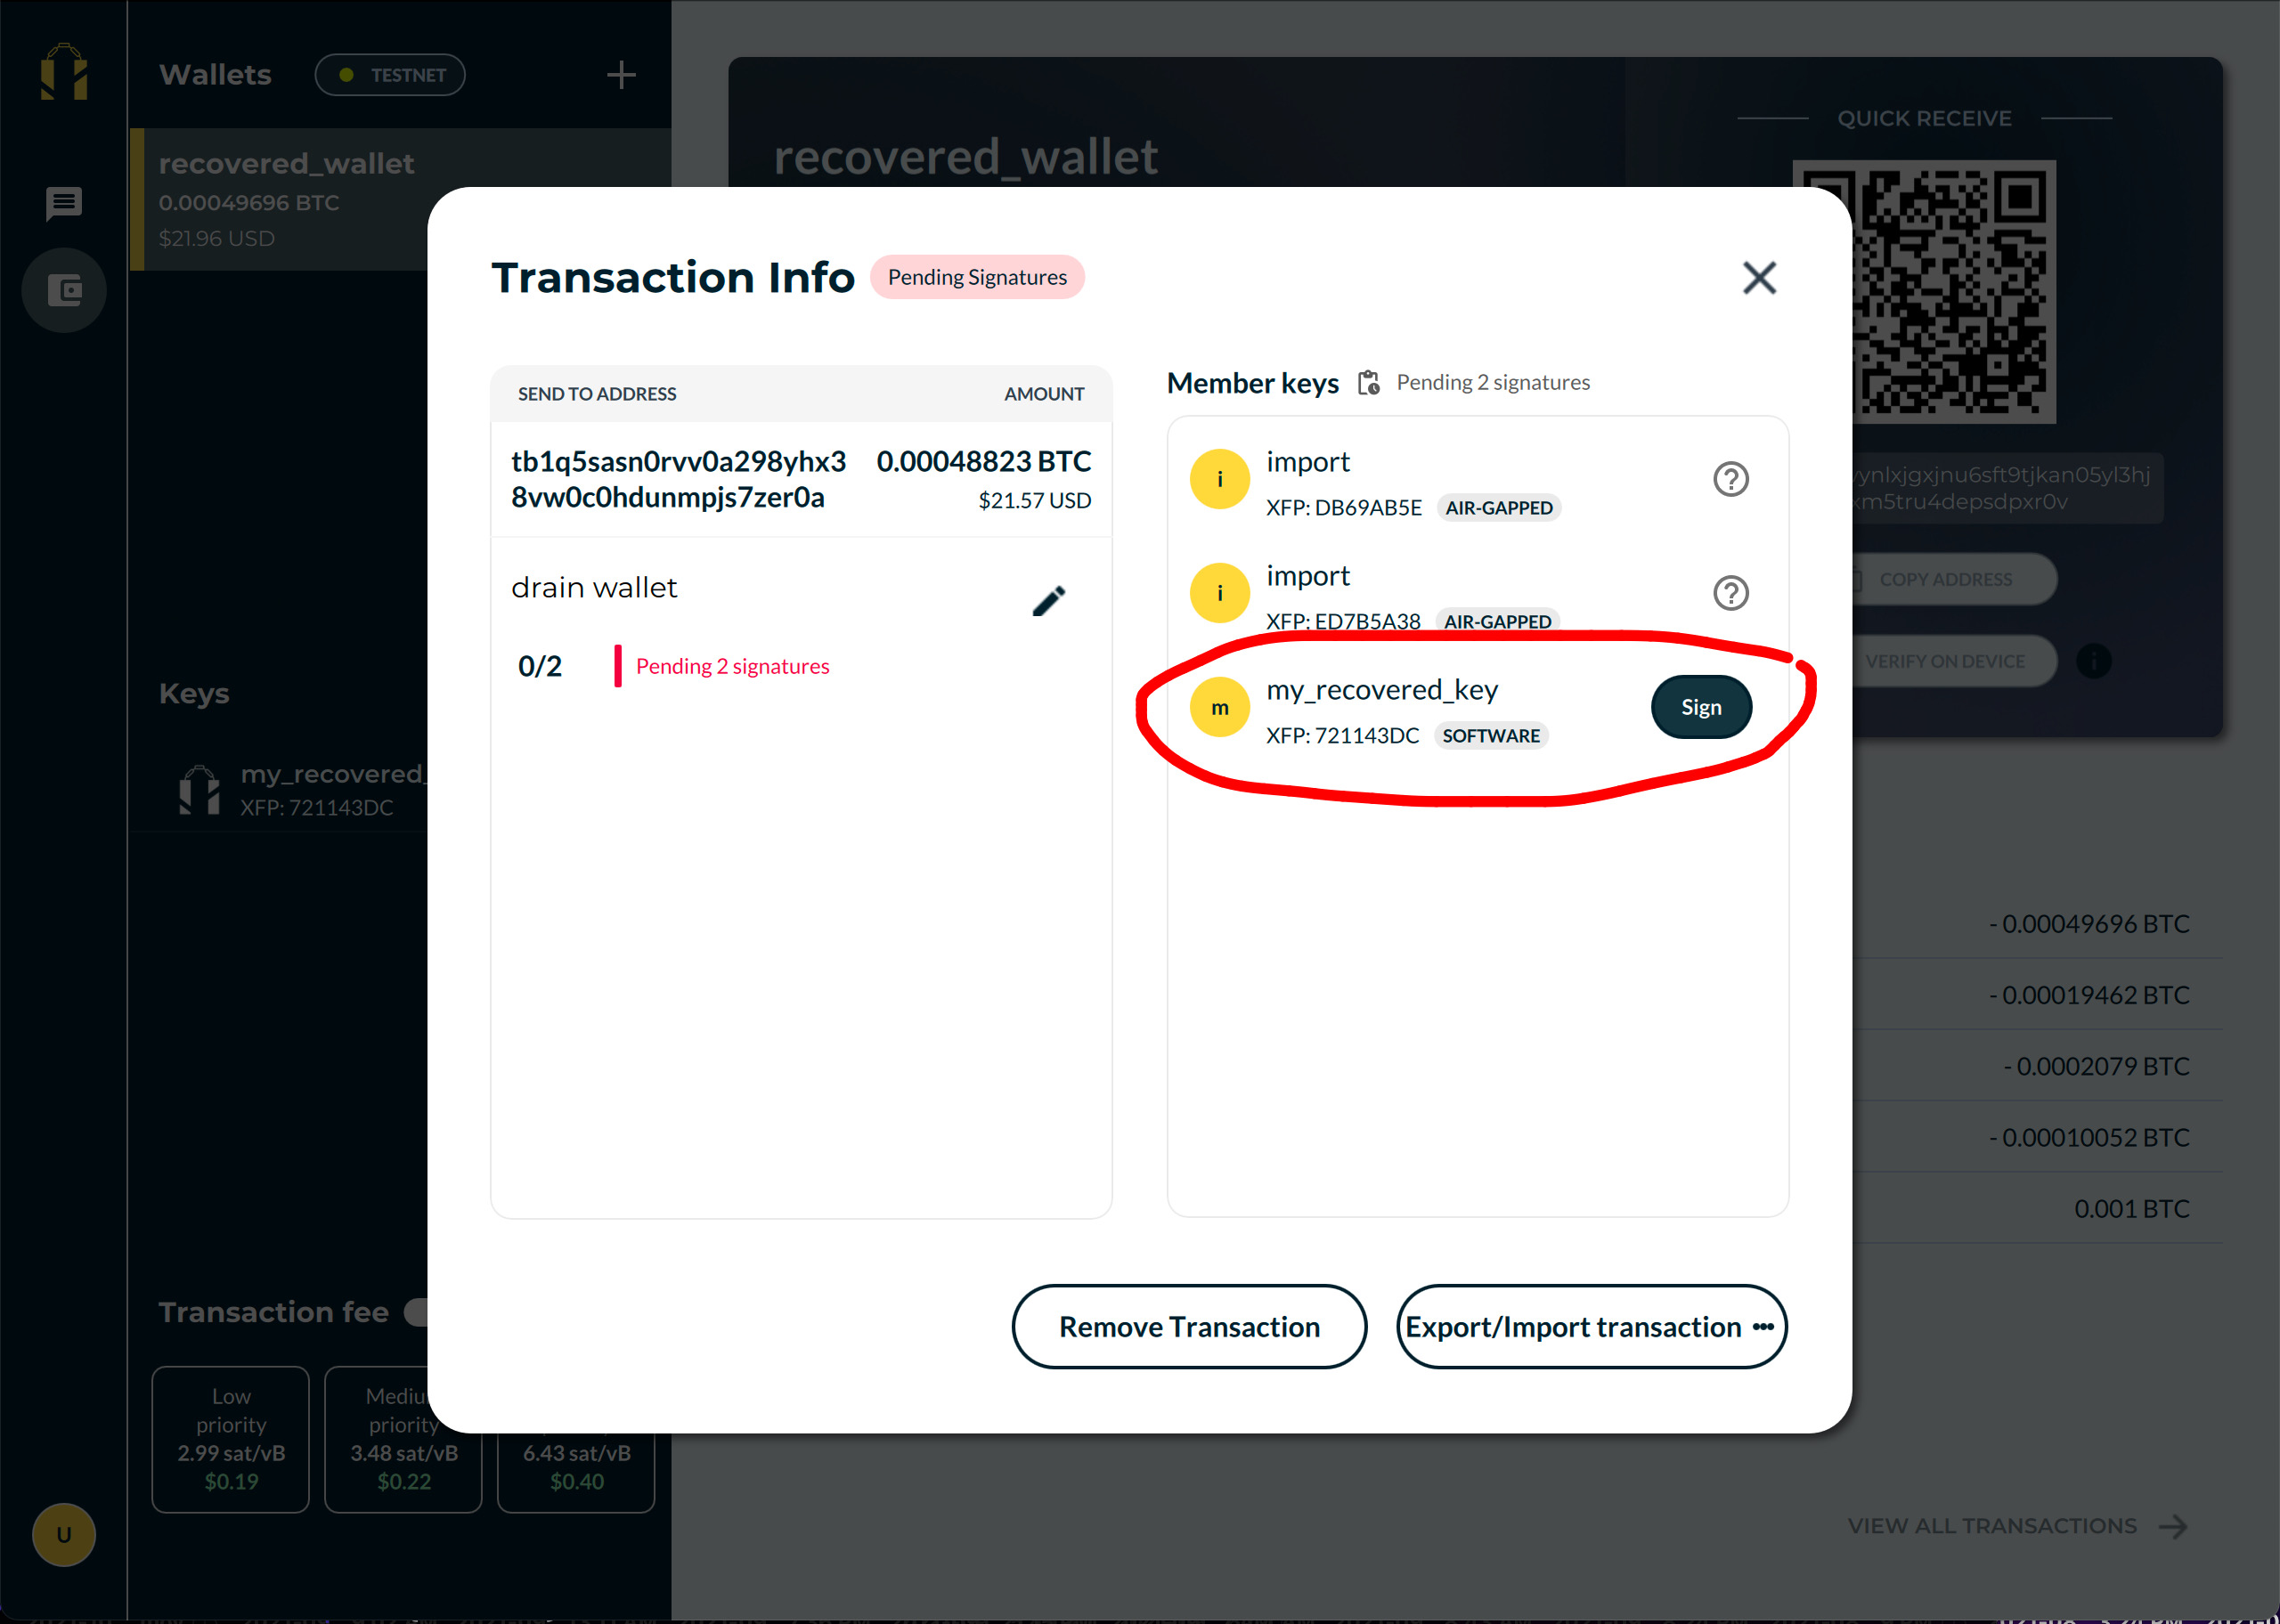 Wallets
TESTNET
recovered_wallet
0.00049696 BTC
$21.96 USD
Keys
my_recovered_
XFP: 721143DC
Transaction fee
Low
priority
2.99 sat/vB
$0.19
Mediu
priority
3.48 sat/vB
$0.22
6.43 sat/vB
$0.40
U
recovered_wallet
QUICK RECEIVE
ynlxjgxjnu6sft9tjkan05yl3hj
xm5tru4depsdpxr0v
COPY ADDRESS
VERIFY ON DEVICE
Transaction Info
Pending Signatures
SEND TO ADDRESS AMOUNT
tb1q5sasn0rvv0a298yhx3 0.00048823 BTC
8vw0c0hdunmpjs7zer0a $21.57 USD
drain wallet
0/2 Pending 2 signatures
Member keys Pending 2 signatures
i import
XFP: DB69AB5E AIR-GAPPED
i import
XFP: ED7B5A38 AIR-GAPPED
m my_recovered_key
XFP: 721143DC SOFTWARE
Sign
Remove Transaction
Export/Import transaction •••
- 0.00049696 BTC
- 0.00019462 BTC
- 0.0002079 BTC
- 0.00010052 BTC
0.001 BTC
VIEW ALL TRANSACTIONS